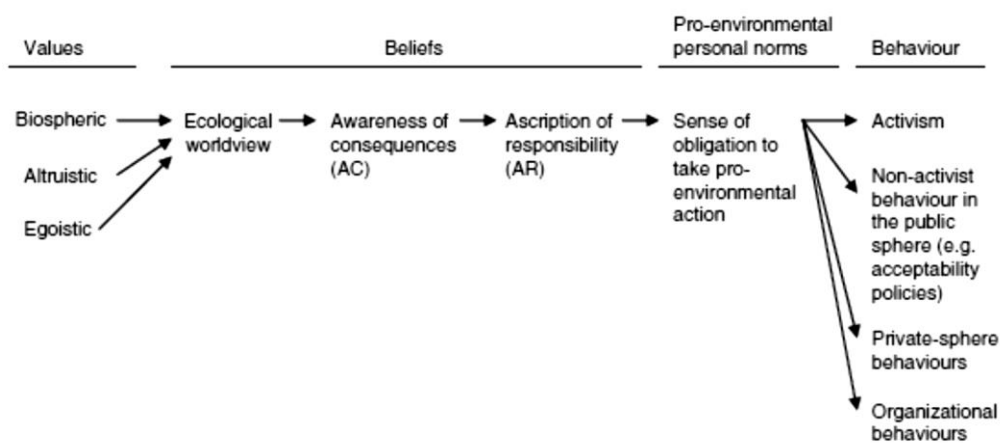 Values
Beliefs
Pro-environmental
personal norms
Behaviour
Biospheric
Altruistic
Egoistic
Ecological
worldview
Awareness of
consequences
(AC)
Ascription of
responsibility
(AR)
Sense of
obligation to
take pro-
environmental
action
Activism
Non-activist
behaviour in
the public
sphere (e.g.
acceptability
policies)
Private-sphere
behaviours
Organizational
behaviours